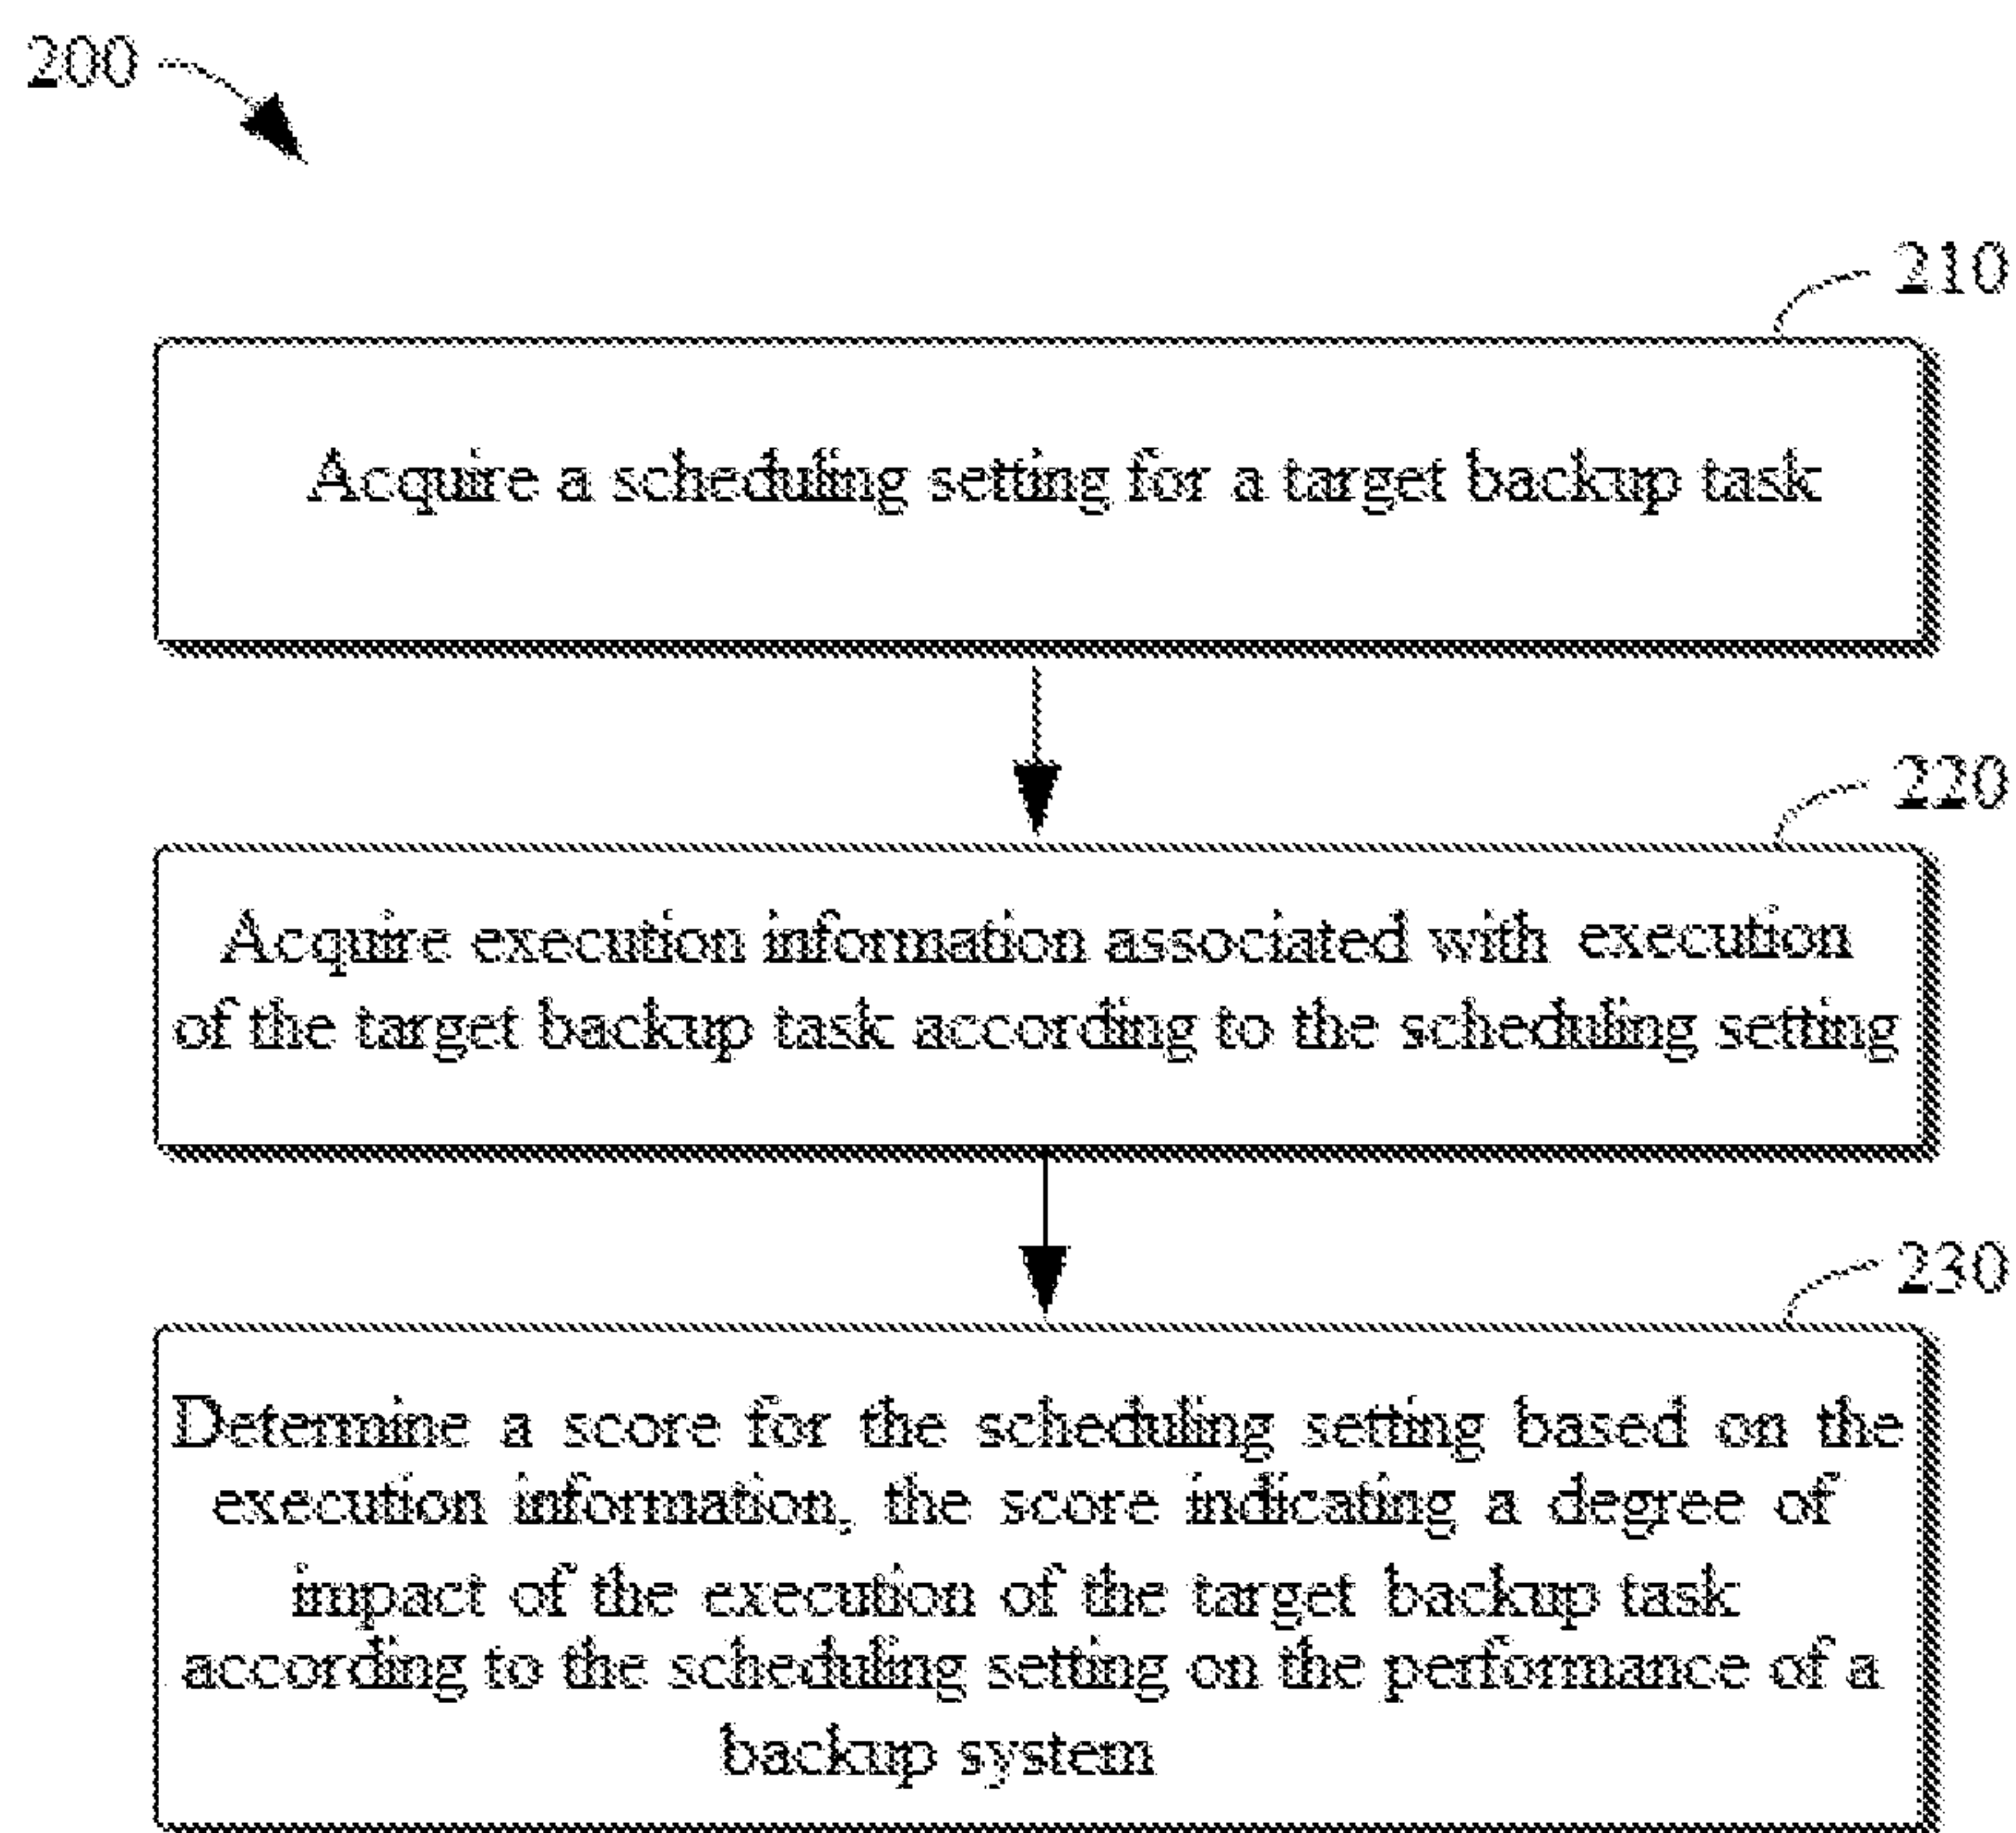 200
210
Acquire a scheduling setting for a target backup task
220
Acquire execution information associated with execution
of the target backup task according to the scheduling setting
230
Determine a score for the scheduling setting based on the
execution information, the score indicating a degree of
impact of the execution of the target backup task
according to the scheduling setting on the performance of a
backup system